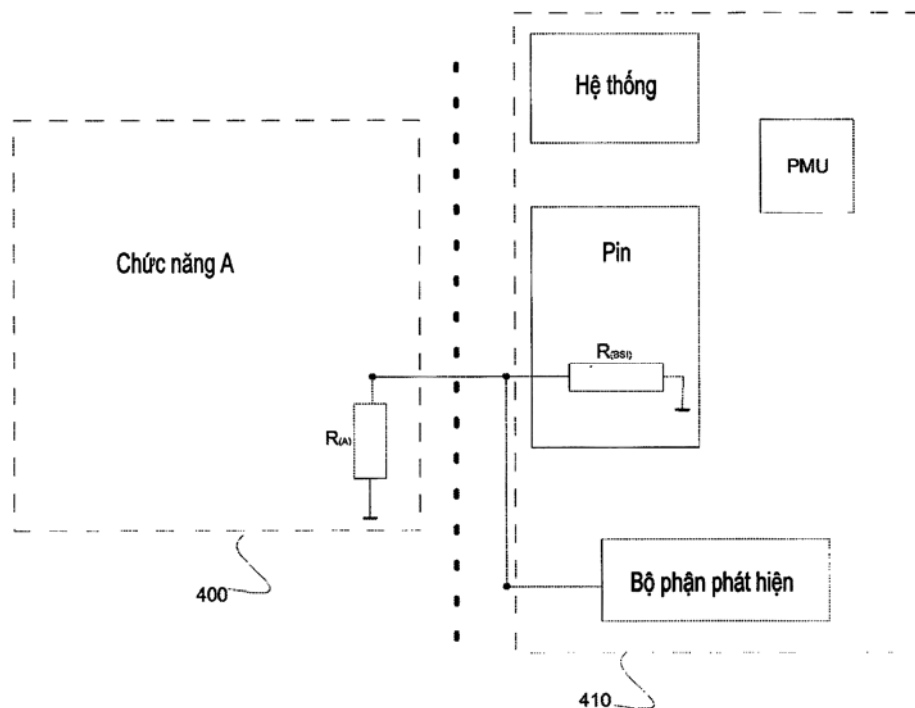 Hệ thống
PMU
Chức năng A
Pin
R(BSI)
R(A)
Bộ phận phát hiện
400
410